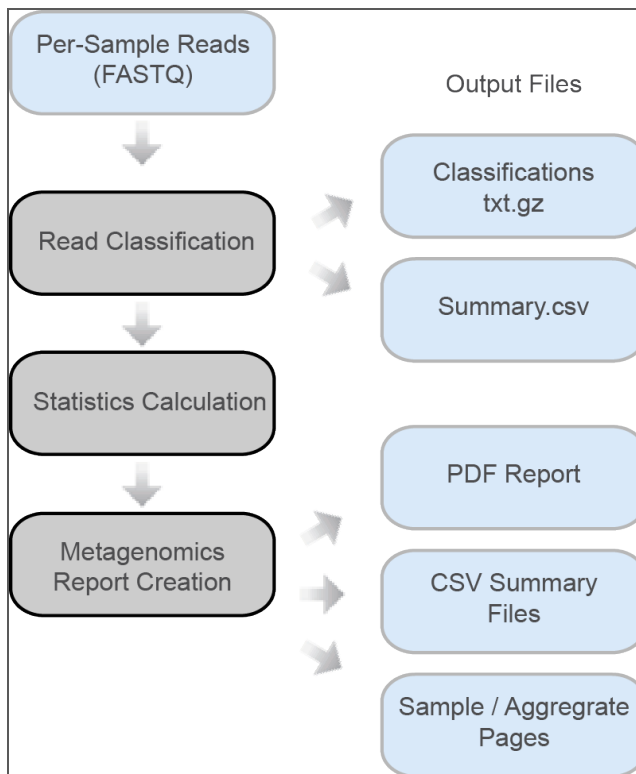 Per-Sample Reads
(FASTQ)
Output Files
Classifications
txt.gz
Read Classification
Summary.csv
Statistics Calculation
PDF Report
Metagenomics
Report Creation
CSV Summary
Files
Sample / Aggregrate
Pages